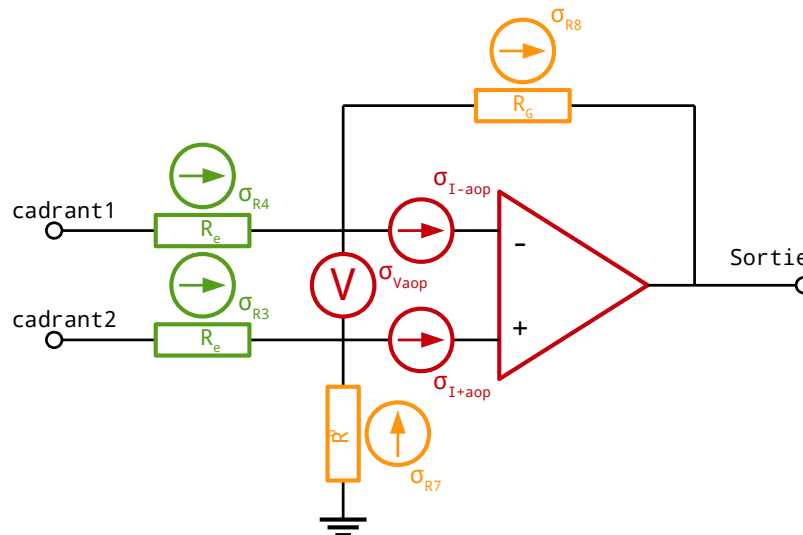 σR8
RG
σI-aop
σR4
cadrant1
Re
-
Sortie
σVaop
V
σR3
cadrant2
Re
+
σI+aop
R
σR7